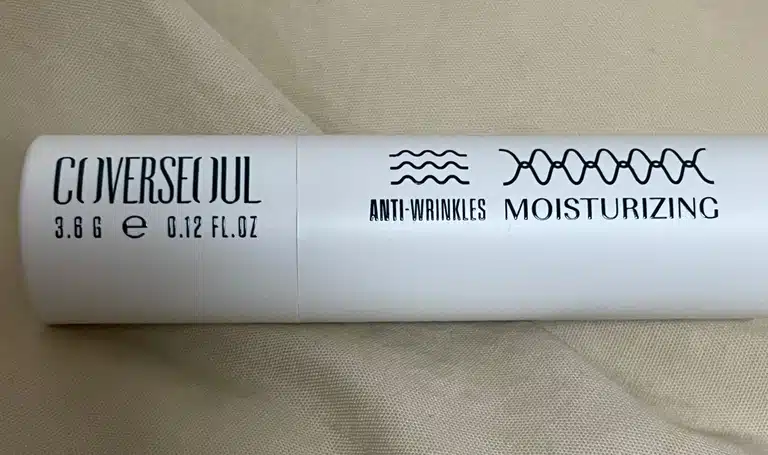 COVERSEOUL
3.6 G ℮ 0.12 FL.OZ
ANTI-WRINKLES MOISTURIZING